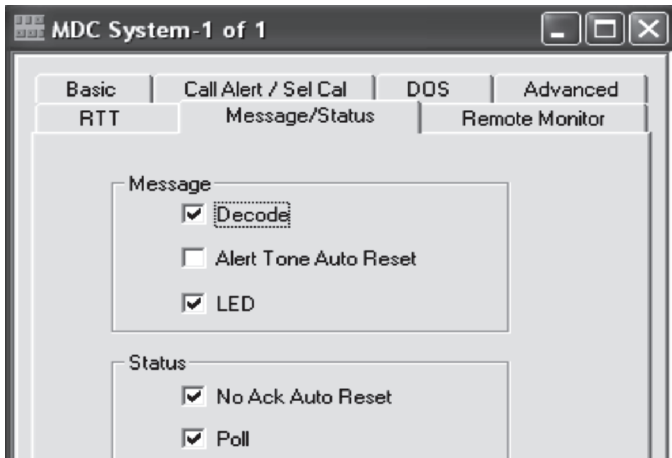 MDC System-1 of 1
Basic Call Alert / Sel Cal DOS Advanced
RTT Message/Status Remote Monitor
Message
Decode
Alert Tone Auto Reset
LED
Status
No Ack Auto Reset
Poll